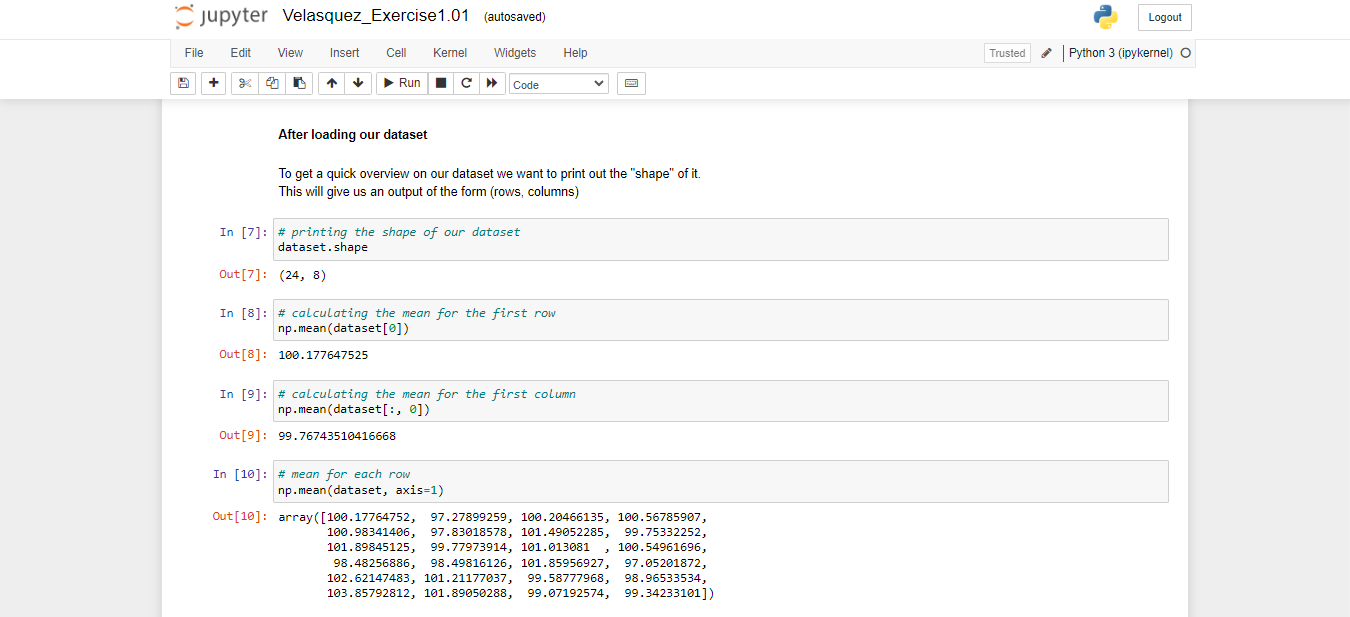 jupyter Velasquez_Exercise1.01 (autosaved) Logout
File Edit View Insert Cell Kernel Widgets Help Trusted Python 3 (ipykernel)
Run Code
After loading our dataset
To get a quick overview on our dataset we want to print out the "shape" of it.
This will give us an output of the form (rows, columns)
In [7]: # printing the shape of our dataset
dataset.shape
Out[7]: (24, 8)
In [8]: # calculating the mean for the first row
np.mean(dataset[0])
Out[8]: 100.177647525
In [9]: # calculating the mean for the first column
np.mean(dataset[:, 0])
Out[9]: 99.76743510416668
In [10]: # mean for each row
np.mean(dataset, axis=1)
Out[10]: array([100.17764752,  97.27899259, 100.20466135, 100.56785907,
100.98341406,  97.83018578, 101.49052285,  99.75332252,
101.89845125,  99.77973914, 101.013081  , 100.54961696,
98.48256886,  98.49816126, 101.85956927,  97.05201872,
102.62147483, 101.21177037,  99.58777968,  98.96533534,
103.85792812, 101.89050288,  99.07192574,  99.34233101])